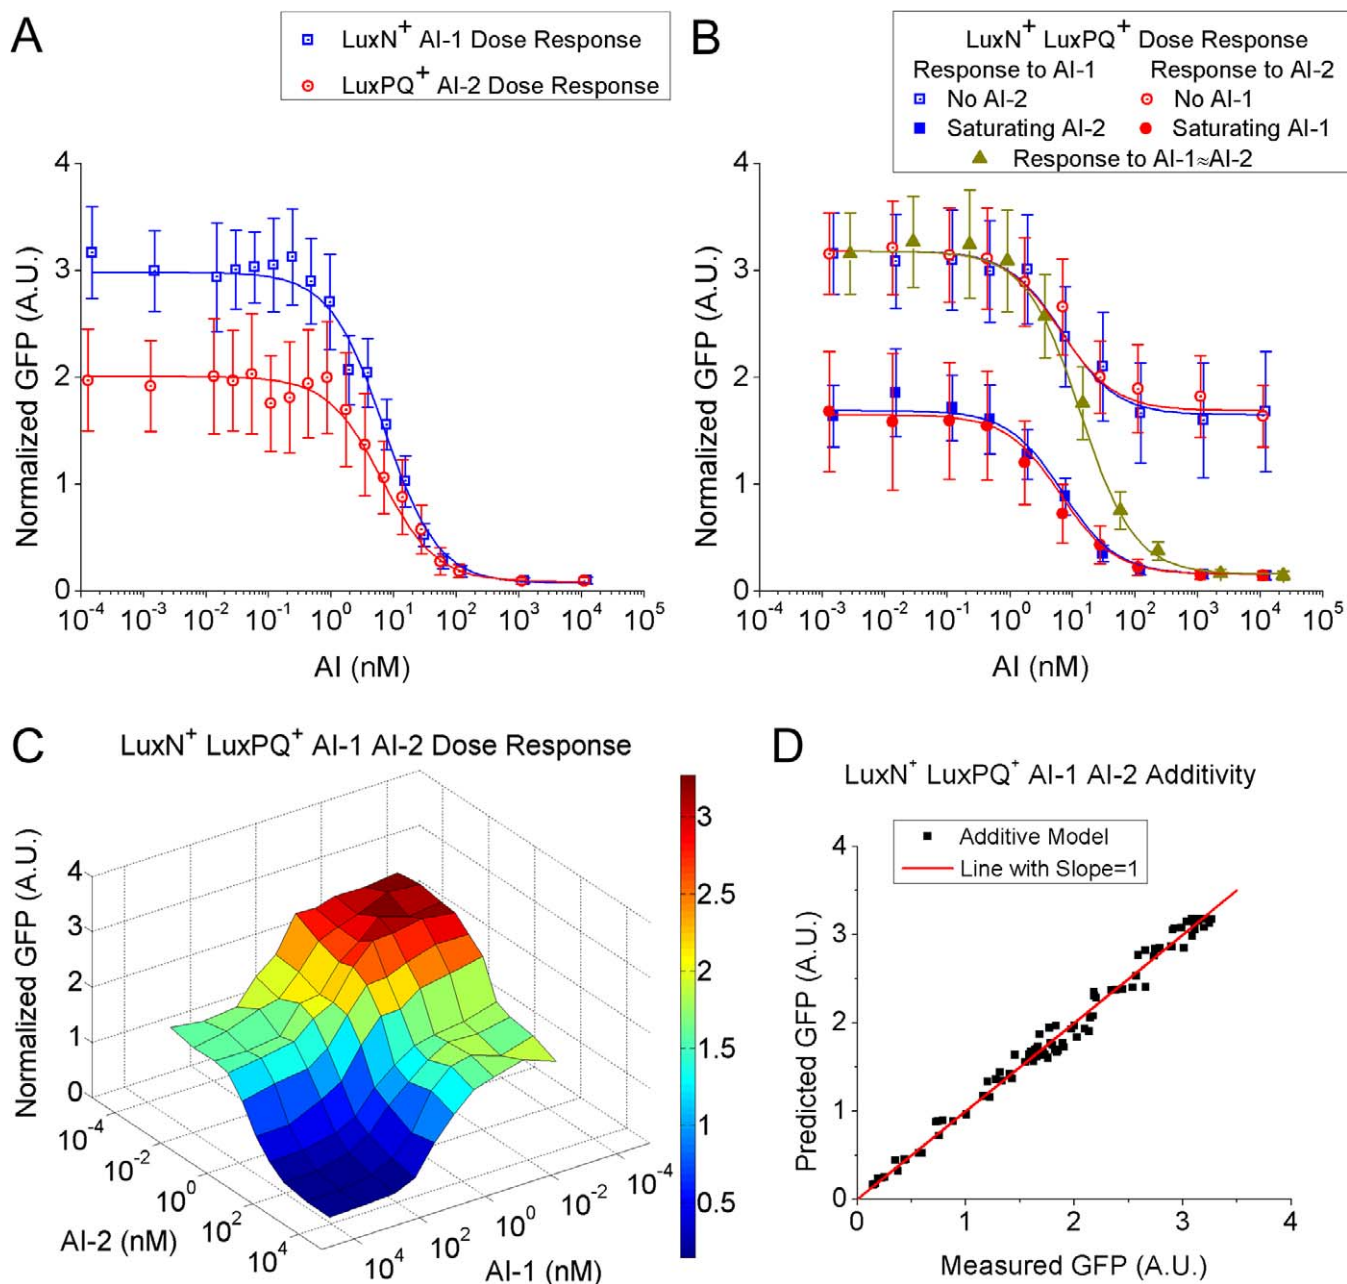 A
LuxN+ AI-1 Dose Response
LuxPQ+ AI-2 Dose Response
Normalized GFP (A.U.)
4
3
2
1
0
10-4 10-3 10-2 10-1 100 101 102 103 104 105
AI (nM)
B
LuxN+ LuxPQ+ Dose Response
Response to AI-1 Response to AI-2
No AI-2 No AI-1
Saturating AI-2 Saturating AI-1
Response to AI-1≈AI-2
Normalized GFP (A.U.)
4
3
2
1
0
10-4 10-3 10-2 10-1 100 101 102 103 104 105
AI (nM)
C
LuxN+ LuxPQ+ AI-1 AI-2 Dose Response
Normalized GFP (A.U.)
4
3
2
1
0
10-4
10-2
100
102
104
AI-2 (nM)
104
102
100
10-2
10-4
AI-1 (nM)
3
2.5
2
1.5
1
0.5
D
LuxN+ LuxPQ+ AI-1 AI-2 Additivity
Additive Model
Line with Slope=1
Predicted GFP (A.U.)
4
3
2
1
0
0 1 2 3 4
Measured GFP (A.U.)